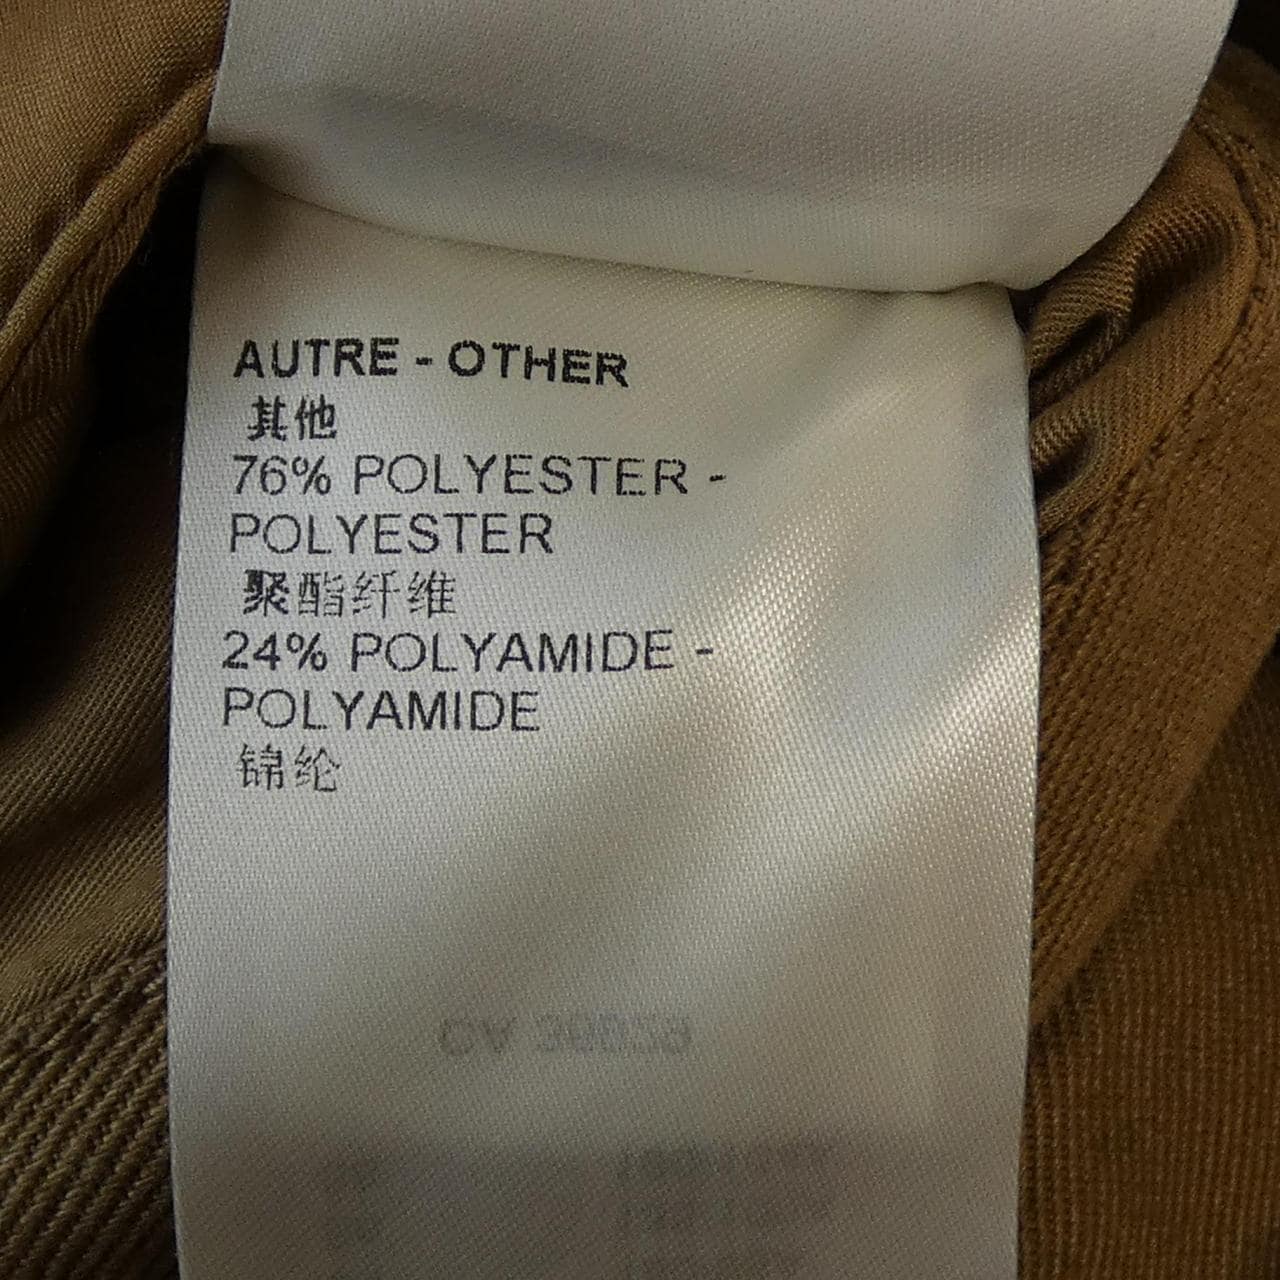 AUTRE - OTHER
其他
76% POLYESTER -
POLYESTER
聚酯纤维
24% POLYAMIDE -
POLYAMIDE
锦纶